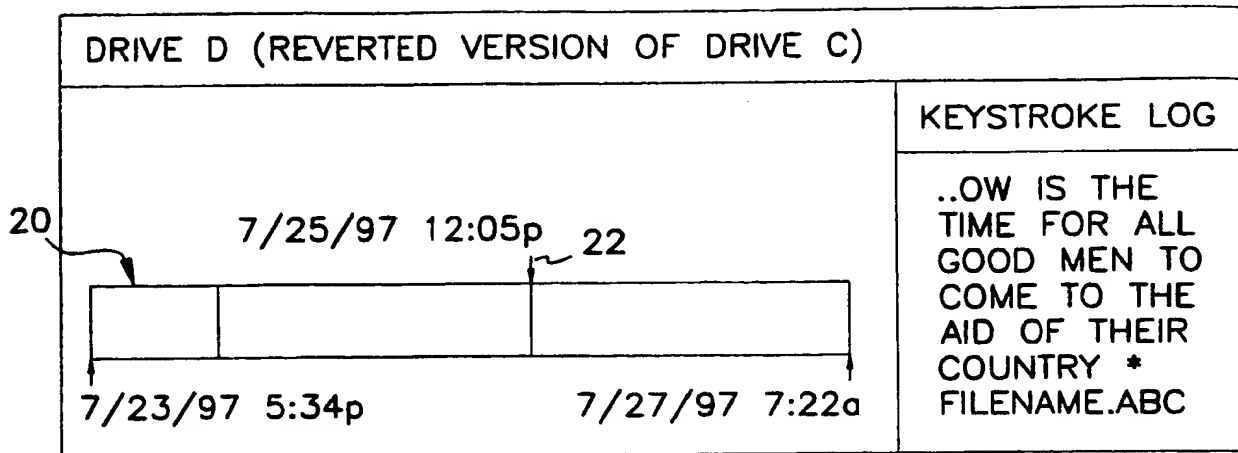 DRIVE D (REVERTED VERSION OF DRIVE C)
KEYSTROKE LOG
20
7/25/97 12:05p
22
7/23/97 5:34p
7/27/97 7:22a
..OW IS THE
TIME FOR ALL
GOOD MEN TO
COME TO THE
AID OF THEIR
COUNTRY *
FILENAME.ABC